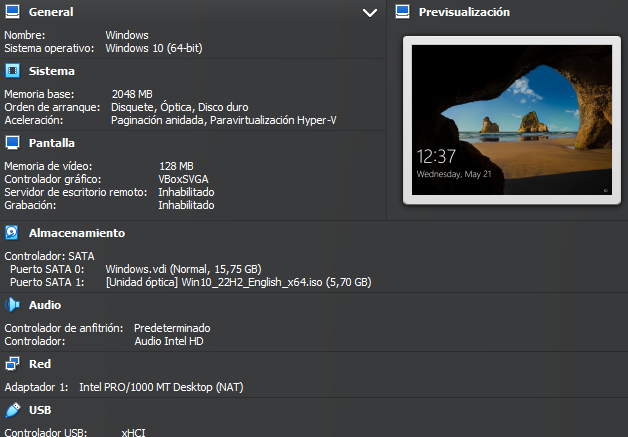 General
Nombre: Windows
Sistema operativo: Windows 10 (64-bit)
Sistema
Memoria base: 2048 MB
Orden de arranque: Disquete, Óptica, Disco duro
Aceleración: Paginación anidada, Paravirtualización Hyper-V
Pantalla
Memoria de vídeo: 128 MB
Controlador gráfico: VBoxSVGA
Servidor de escritorio remoto: Inhabilitado
Grabación: Inhabilitado
Almacenamiento
Controlador: SATA
Puerto SATA 0: Windows.vdi (Normal, 15,75 GB)
Puerto SATA 1: [Unidad óptica] Win10_22H2_English_x64.iso (5,70 GB)
Audio
Controlador de anfitrión: Predeterminado
Controlador: Audio Intel HD
Red
Adaptador 1: Intel PRO/1000 MT Desktop (NAT)
USB
Controlador USB: xHCI
Previsualización
12:37
Wednesday, May 21